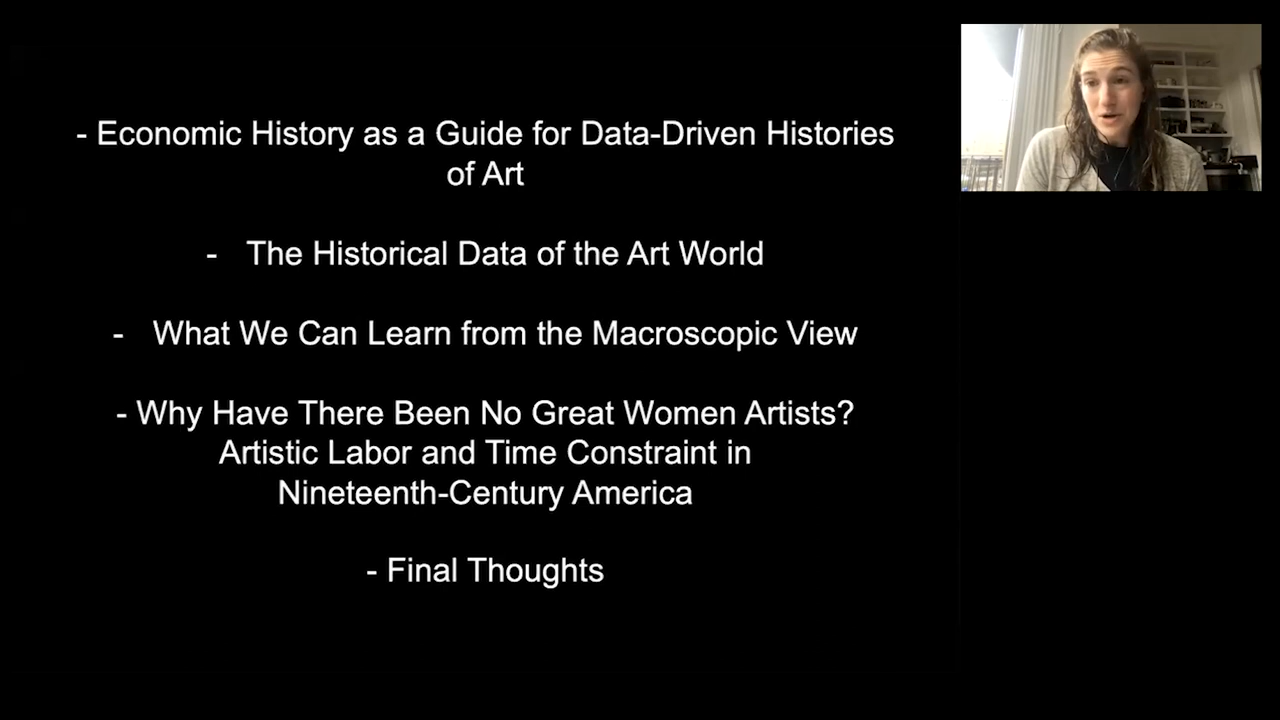 - Economic History as a Guide for Data-Driven Histories
of Art
- The Historical Data of the Art World
- What We Can Learn from the Macroscopic View
- Why Have There Been No Great Women Artists?
Artistic Labor and Time Constraint in
Nineteenth-Century America
- Final Thoughts